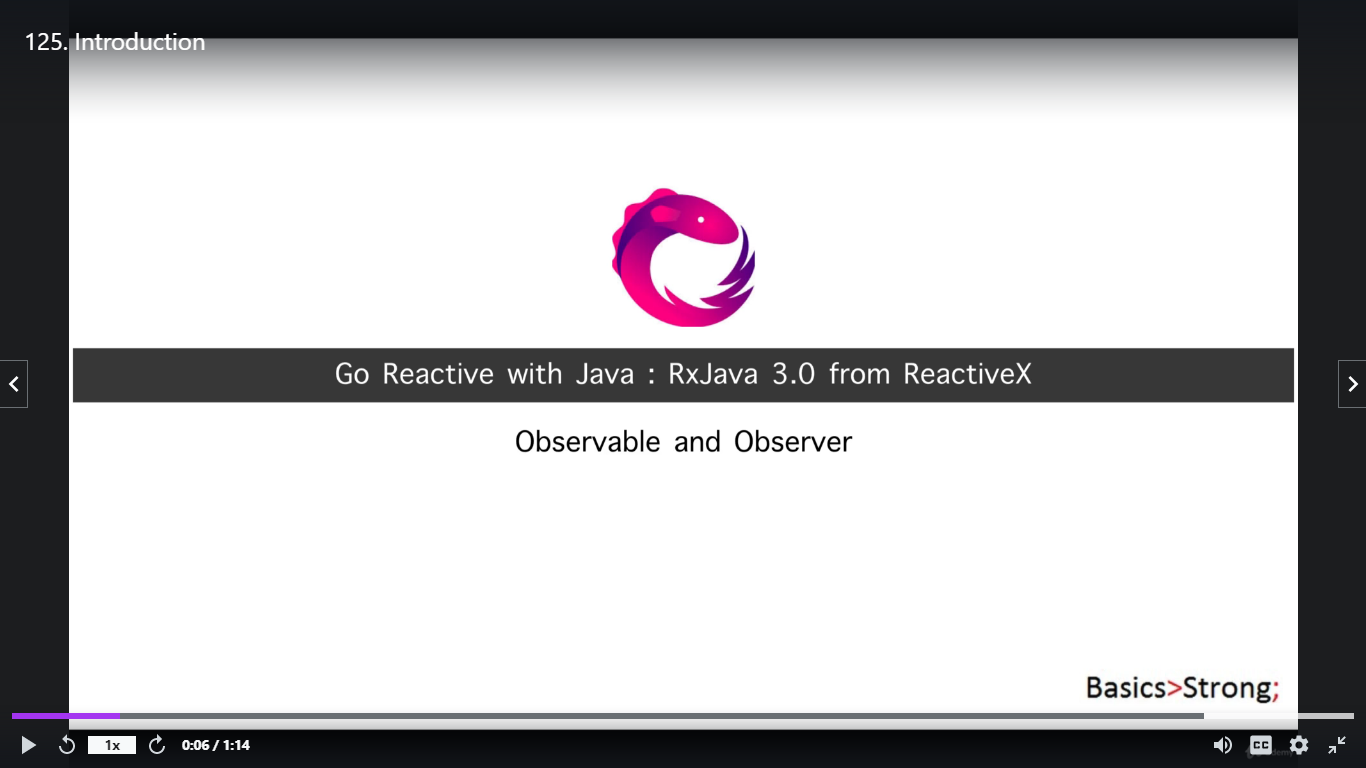 125. Introduction
Go Reactive with Java : RxJava 3.0 from ReactiveX
Observable and Observer
Basics>Strong;
1x
0:06 / 1:14
CC